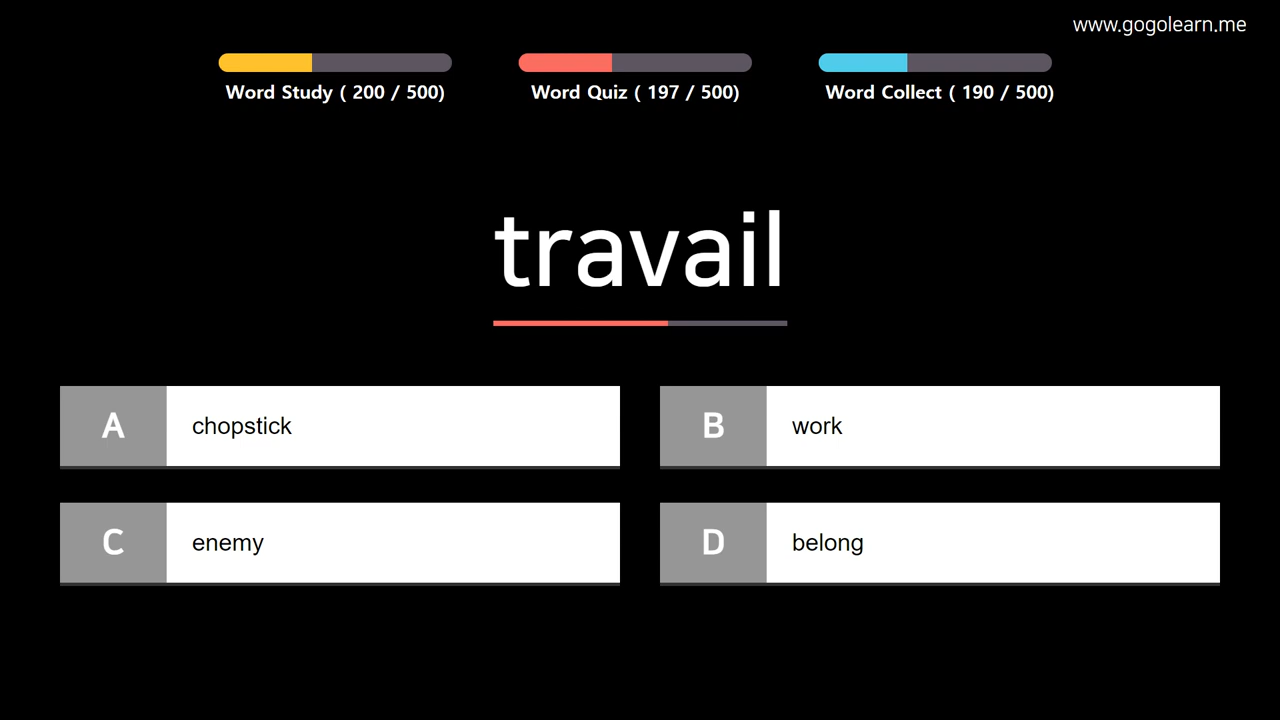 www.gogolearn.me
Word Study ( 200 / 500)
Word Quiz ( 197 / 500)
Word Collect ( 190 / 500)
travail
A chopstick
B work
C enemy
D belong